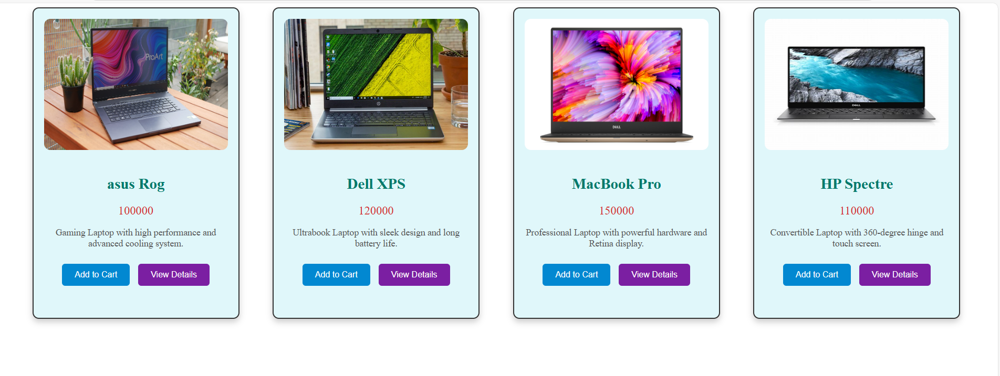 ProArt
asus Rog
100000
Gaming Laptop with high performance and
advanced cooling system.
Add to Cart
View Details
Dell XPS
120000
Ultrabook Laptop with sleek design and long
battery life.
Add to Cart
View Details
DELL
MacBook Pro
150000
Professional Laptop with powerful hardware and
Retina display.
Add to Cart
View Details
DELL
HP Spectre
110000
Convertible Laptop with 360-degree hinge and
touch screen.
Add to Cart
View Details